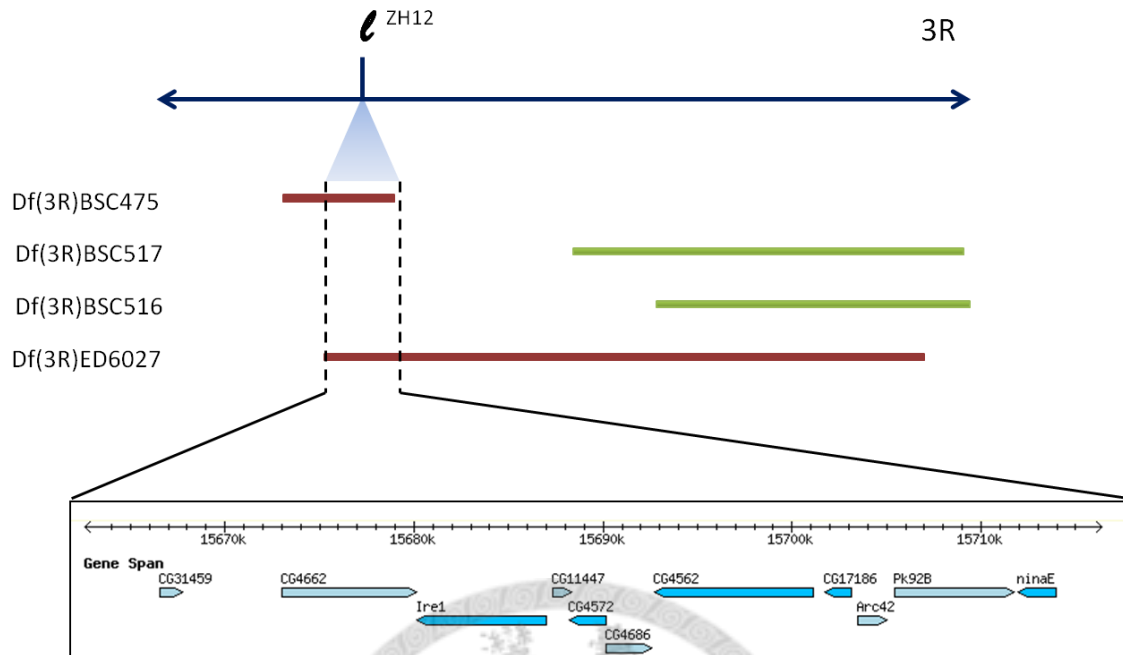 ℓ ZH12
3R
Df(3R)BSC475
Df(3R)BSC517
Df(3R)BSC516
Df(3R)ED6027
15670k 15680k 15690k 15700k 15710k
Gene Span
CG31459 CG4662 CG11447 CG4562 CG17186 Pk92B ninaE
Ire1 CG4572 Arc42
CG4686